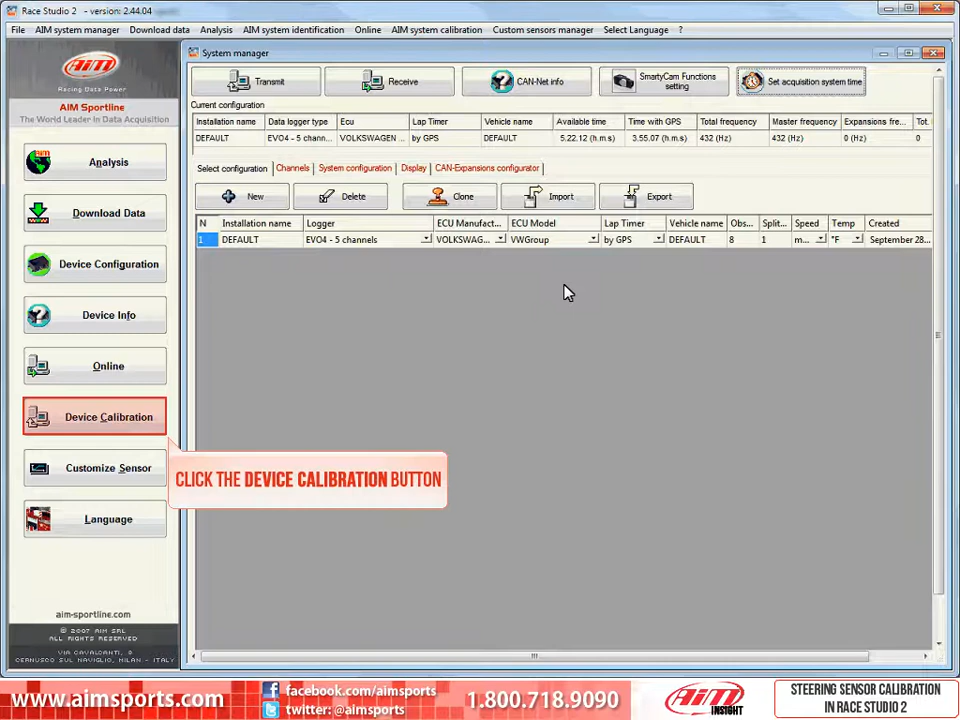 Race Studio 2 - version: 2.44.04
File AIM system manager Download data Analysis AIM system identification Online AIM system calibration Custom sensors manager Select Language ?
AIM
Racing Data Power
AIM Sportline
The World Leader in Data Acquisition
Analysis
Download Data
Device Configuration
Device Info
Online
Device Calibration
Customize Sensor
Language
aim-sportline.com
© 2007 AIM SRL
ALL RIGHTS RESERVED
VIA CAVALCANTI, 8
CERNUSCO SUL NAVIGLIO, MILAN - ITALY
System manager
Transmit Receive CAN-Net info SmartyCam Functions setting Set acquisition system time
Current configuration
Installation name Data logger type Ecu Lap Timer Vehicle name Available time Time with GPS Total frequency Master frequency Expansions fre... Tot.
DEFAULT EVO4 - 5 chann... VOLKSWAGEN ... by GPS DEFAULT 5.22.12 (h.m.s) 3.55.07 (h.m.s) 432 (Hz) 432 (Hz) 0 (Hz) 0
Select configuration Channels System configuration Display CAN-Expansions configurator
New Delete Clone Import Export
N Installation name Logger ECU Manufact... ECU Model Lap Timer Vehicle name Obs... Split... Speed Temp Created
1 DEFAULT EVO4 - 5 channels VOLKSWAG... VWGroup by GPS DEFAULT 8 1 m... °F September 28...
CLICK THE DEVICE CALIBRATION BUTTON
www.aimsports.com
facebook.com/aimsports
twitter: @aimsports
1.800.718.9090
AIM INSIGHT
STEERING SENSOR CALIBRATION
IN RACE STUDIO 2